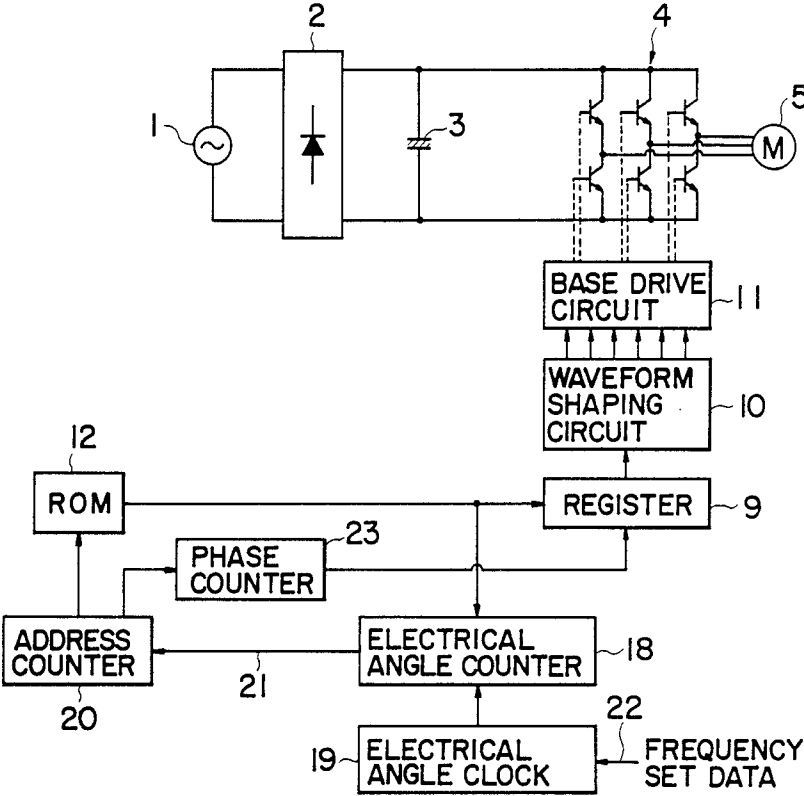 2
4
1
3
5
M
BASE DRIVE
CIRCUIT
11
WAVEFORM
SHAPING
CIRCUIT
10
12
ROM
REGISTER
9
23
PHASE
COUNTER
ADDRESS
COUNTER
20
21
ELECTRICAL
ANGLE COUNTER
18
19
ELECTRICAL
ANGLE CLOCK
22
FREQUENCY
SET DATA